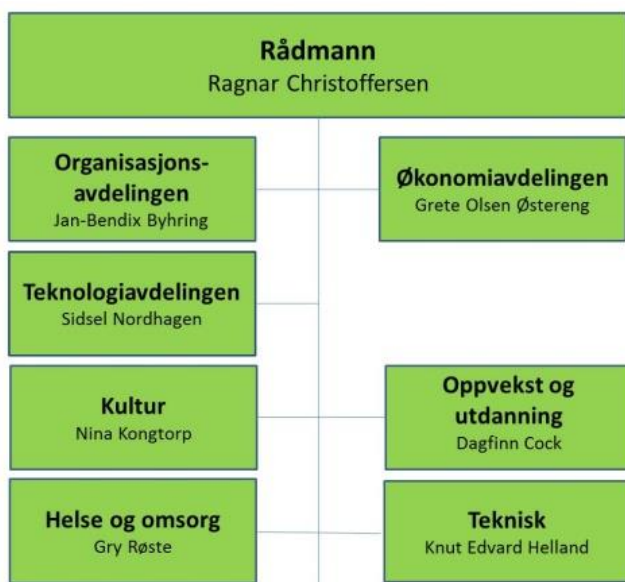 Rådmann
Ragnar Christoffersen
Organisasjons-
avdelingen
Jan-Bendix Byhring
Økonomiavdelingen
Grete Olsen Østereng
Teknologiavdelingen
Sidsel Nordhagen
Kultur
Nina Kongtorp
Oppvekst og
utdanning
Dagfinn Cock
Helse og omsorg
Gry Røste
Teknisk
Knut Edvard Helland